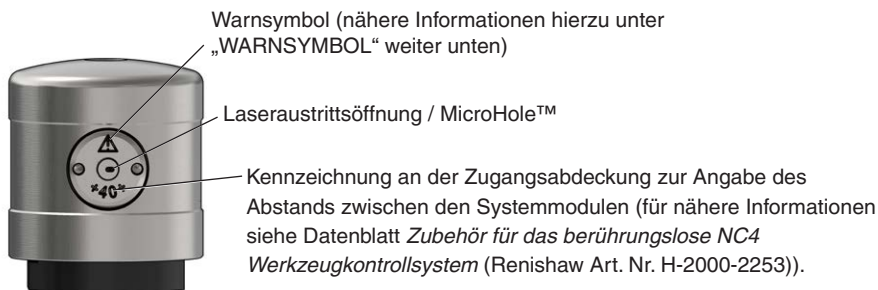 Warnsymbol (nähere Informationen hierzu unter
„WARNSYMBOL“ weiter unten)
Laseraustrittsöffnung / MicroHole™
Kennzeichnung an der Zugangsabdeckung zur Angabe des
Abstands zwischen den Systemmodulen (für nähere Informationen
siehe Datenblatt Zubehör für das berührungslose NC4
Werkzeugkontrollsystem (Renishaw Art. Nr. H-2000-2253)).
*40*